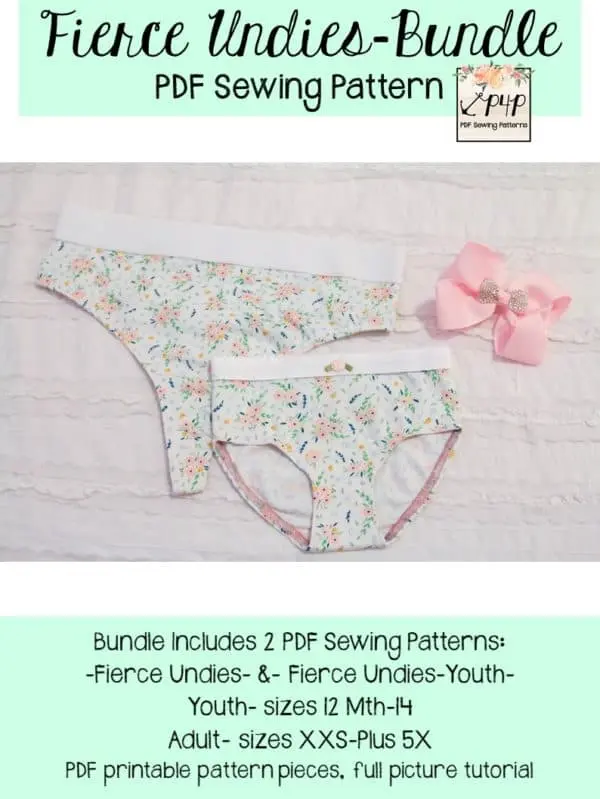 Fierce Undies-Bundle
PDF Sewing Pattern
P4P
PDF Sewing Patterns
Bundle Includes 2 PDF Sewing Patterns:
-Fierce Undies- &- Fierce Undies-Youth-
Youth- sizes 12 Mth-14
Adult- sizes XXS-Plus 5X
PDF printable pattern pieces, full picture tutorial